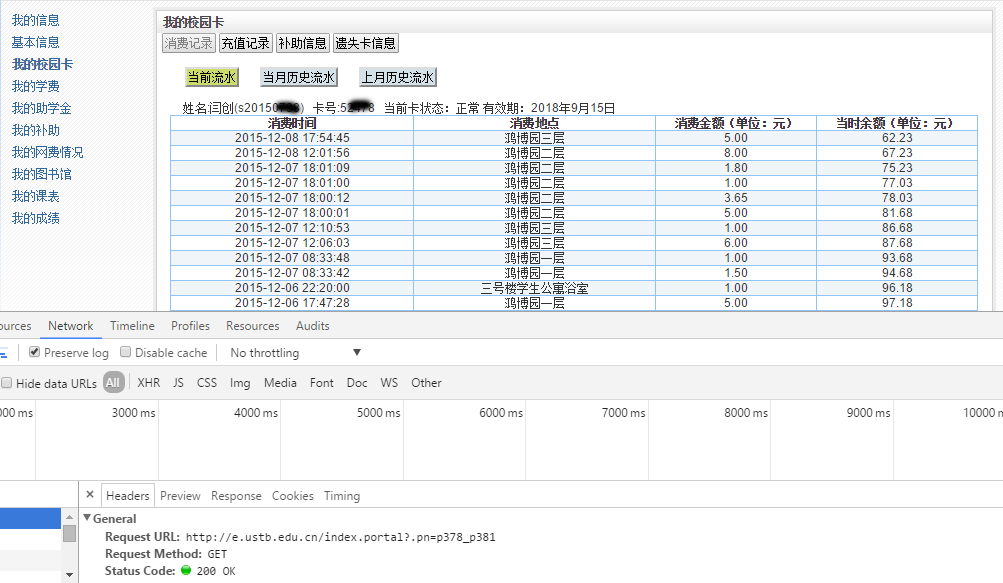 我的信息
基本信息
我的校园卡
我的学费
我的助学金
我的补助
我的网费情况
我的图书馆
我的课表
我的成绩
我的校园卡
消费记录 充值记录 补助信息 遗失卡信息
当前流水 当月历史流水 上月历史流水
姓名:闫创(s20150 3) 卡号:52 8 当前卡状态：正常 有效期：2018年9月15日
消费时间 消费地点 消费金额（单位：元） 当时余额（单位：元）
2015-12-08 17:54:45 鸿博园三层 5.00 62.23
2015-12-08 12:01:56 鸿博园二层 8.00 67.23
2015-12-07 18:01:09 鸿博园二层 1.80 75.23
2015-12-07 18:01:00 鸿博园二层 1.00 77.03
2015-12-07 18:00:12 鸿博园二层 3.65 78.03
2015-12-07 18:00:01 鸿博园二层 5.00 81.68
2015-12-07 12:10:53 鸿博园三层 1.00 86.68
2015-12-07 12:06:03 鸿博园三层 6.00 87.68
2015-12-07 08:33:48 鸿博园一层 1.00 93.68
2015-12-07 08:33:42 鸿博园一层 1.50 94.68
2015-12-06 22:20:00 三号楼学生公寓浴室 1.00 96.18
2015-12-06 17:47:28 鸿博园一层 5.00 97.18
ources Network Timeline Profiles Resources Audits
Preserve log Disable cache No throttling ▼
Hide data URLs All XHR JS CSS Img Media Font Doc WS Other
000 ms 3000 ms 4000 ms 5000 ms 6000 ms 7000 ms 8000 ms 9000 ms 10000 m
× Headers Preview Response Cookies Timing
▼General
Request URL: http://e.ustb.edu.cn/index.portal?.pn=p378_p381
Request Method: GET
Status Code: 200 OK